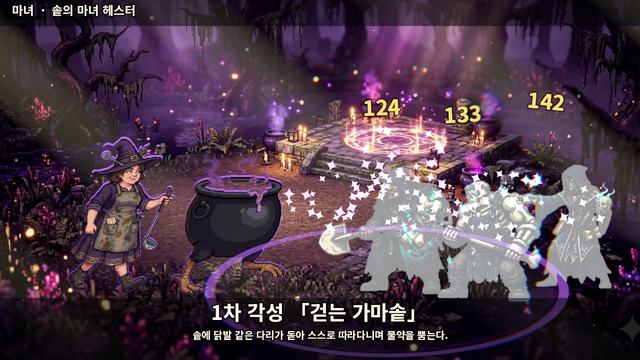 마녀 · 솥의 마녀 헤스터
124
133
142
1차 각성 「걷는 가마솥」
솥에 닭발 같은 다리가 돋아 스스로 따라다니며 물약을 뿜는다.